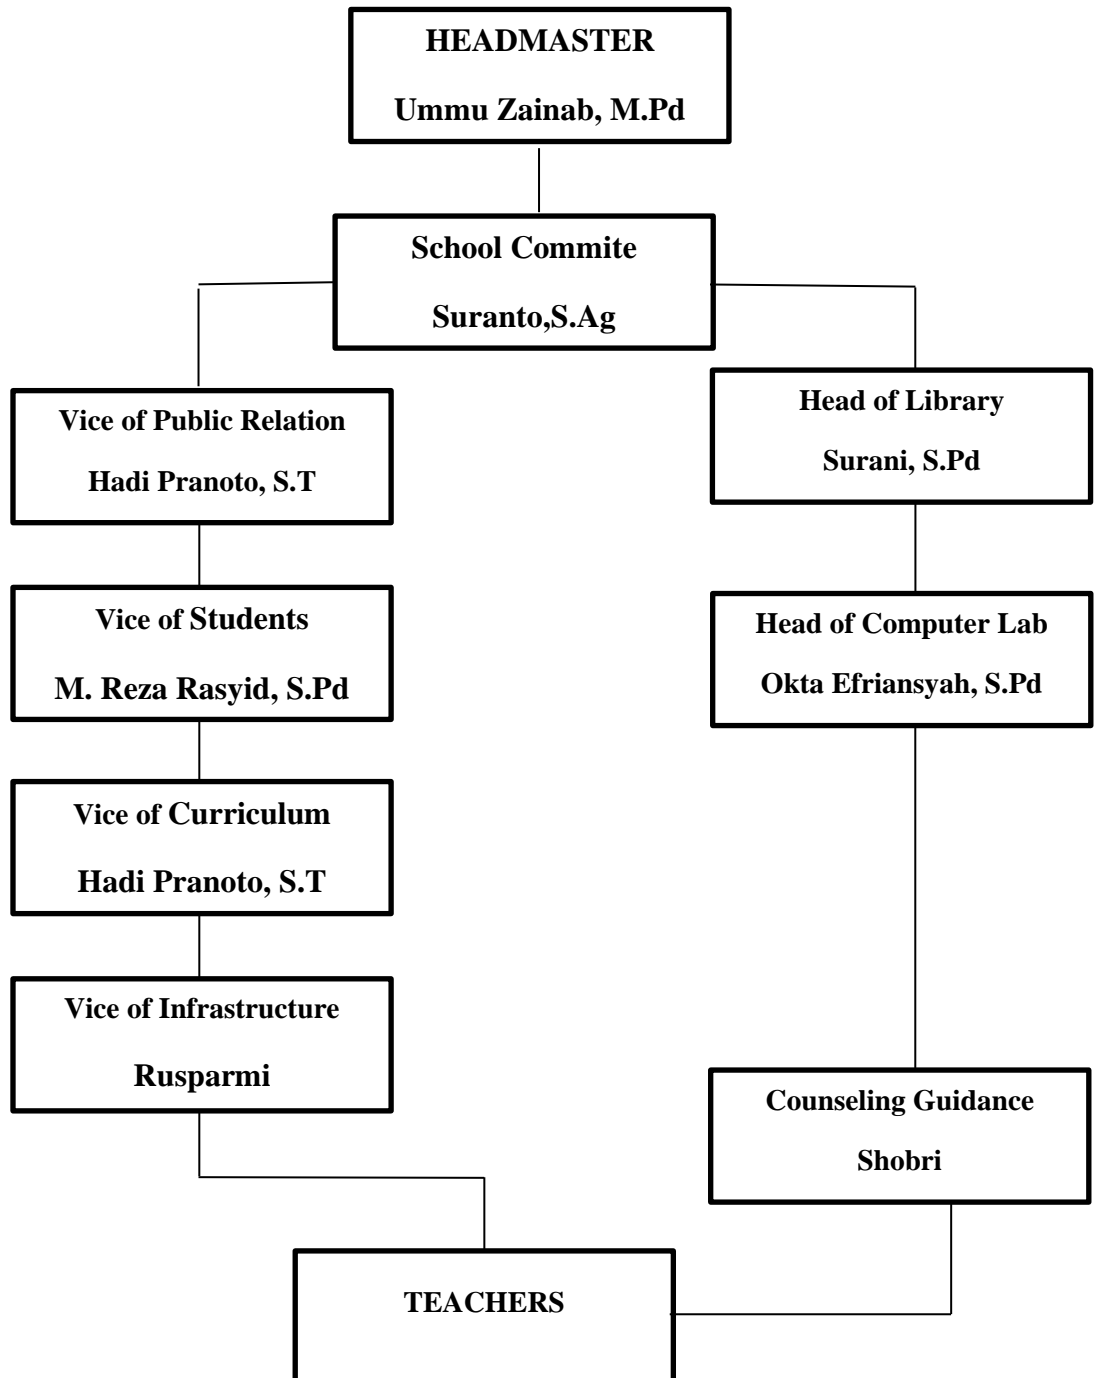 HEADMASTER
Ummu Zainab, M.Pd
School Commite
Suranto,S.Ag
Vice of Public Relation
Hadi Pranoto, S.T
Head of Library
Surani, S.Pd
Vice of Students
M. Reza Rasyid, S.Pd
Head of Computer Lab
Okta Efriansyah, S.Pd
Vice of Curriculum
Hadi Pranoto, S.T
Vice of Infrastructure
Rusparmi
Counseling Guidance
Shobri
TEACHERS